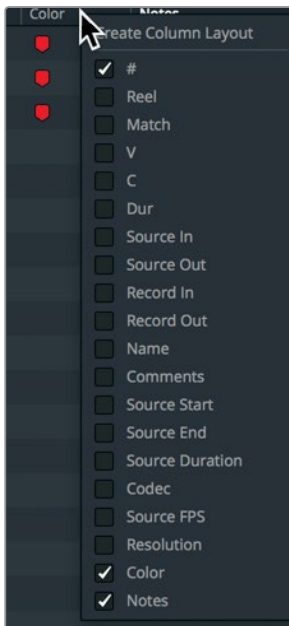 Color
Notes
Create Column Layout
#
Reel
Match
V
C
Dur
Source In
Source Out
Record In
Record Out
Name
Comments
Source Start
Source End
Source Duration
Codec
Source FPS
Resolution
Color
Notes